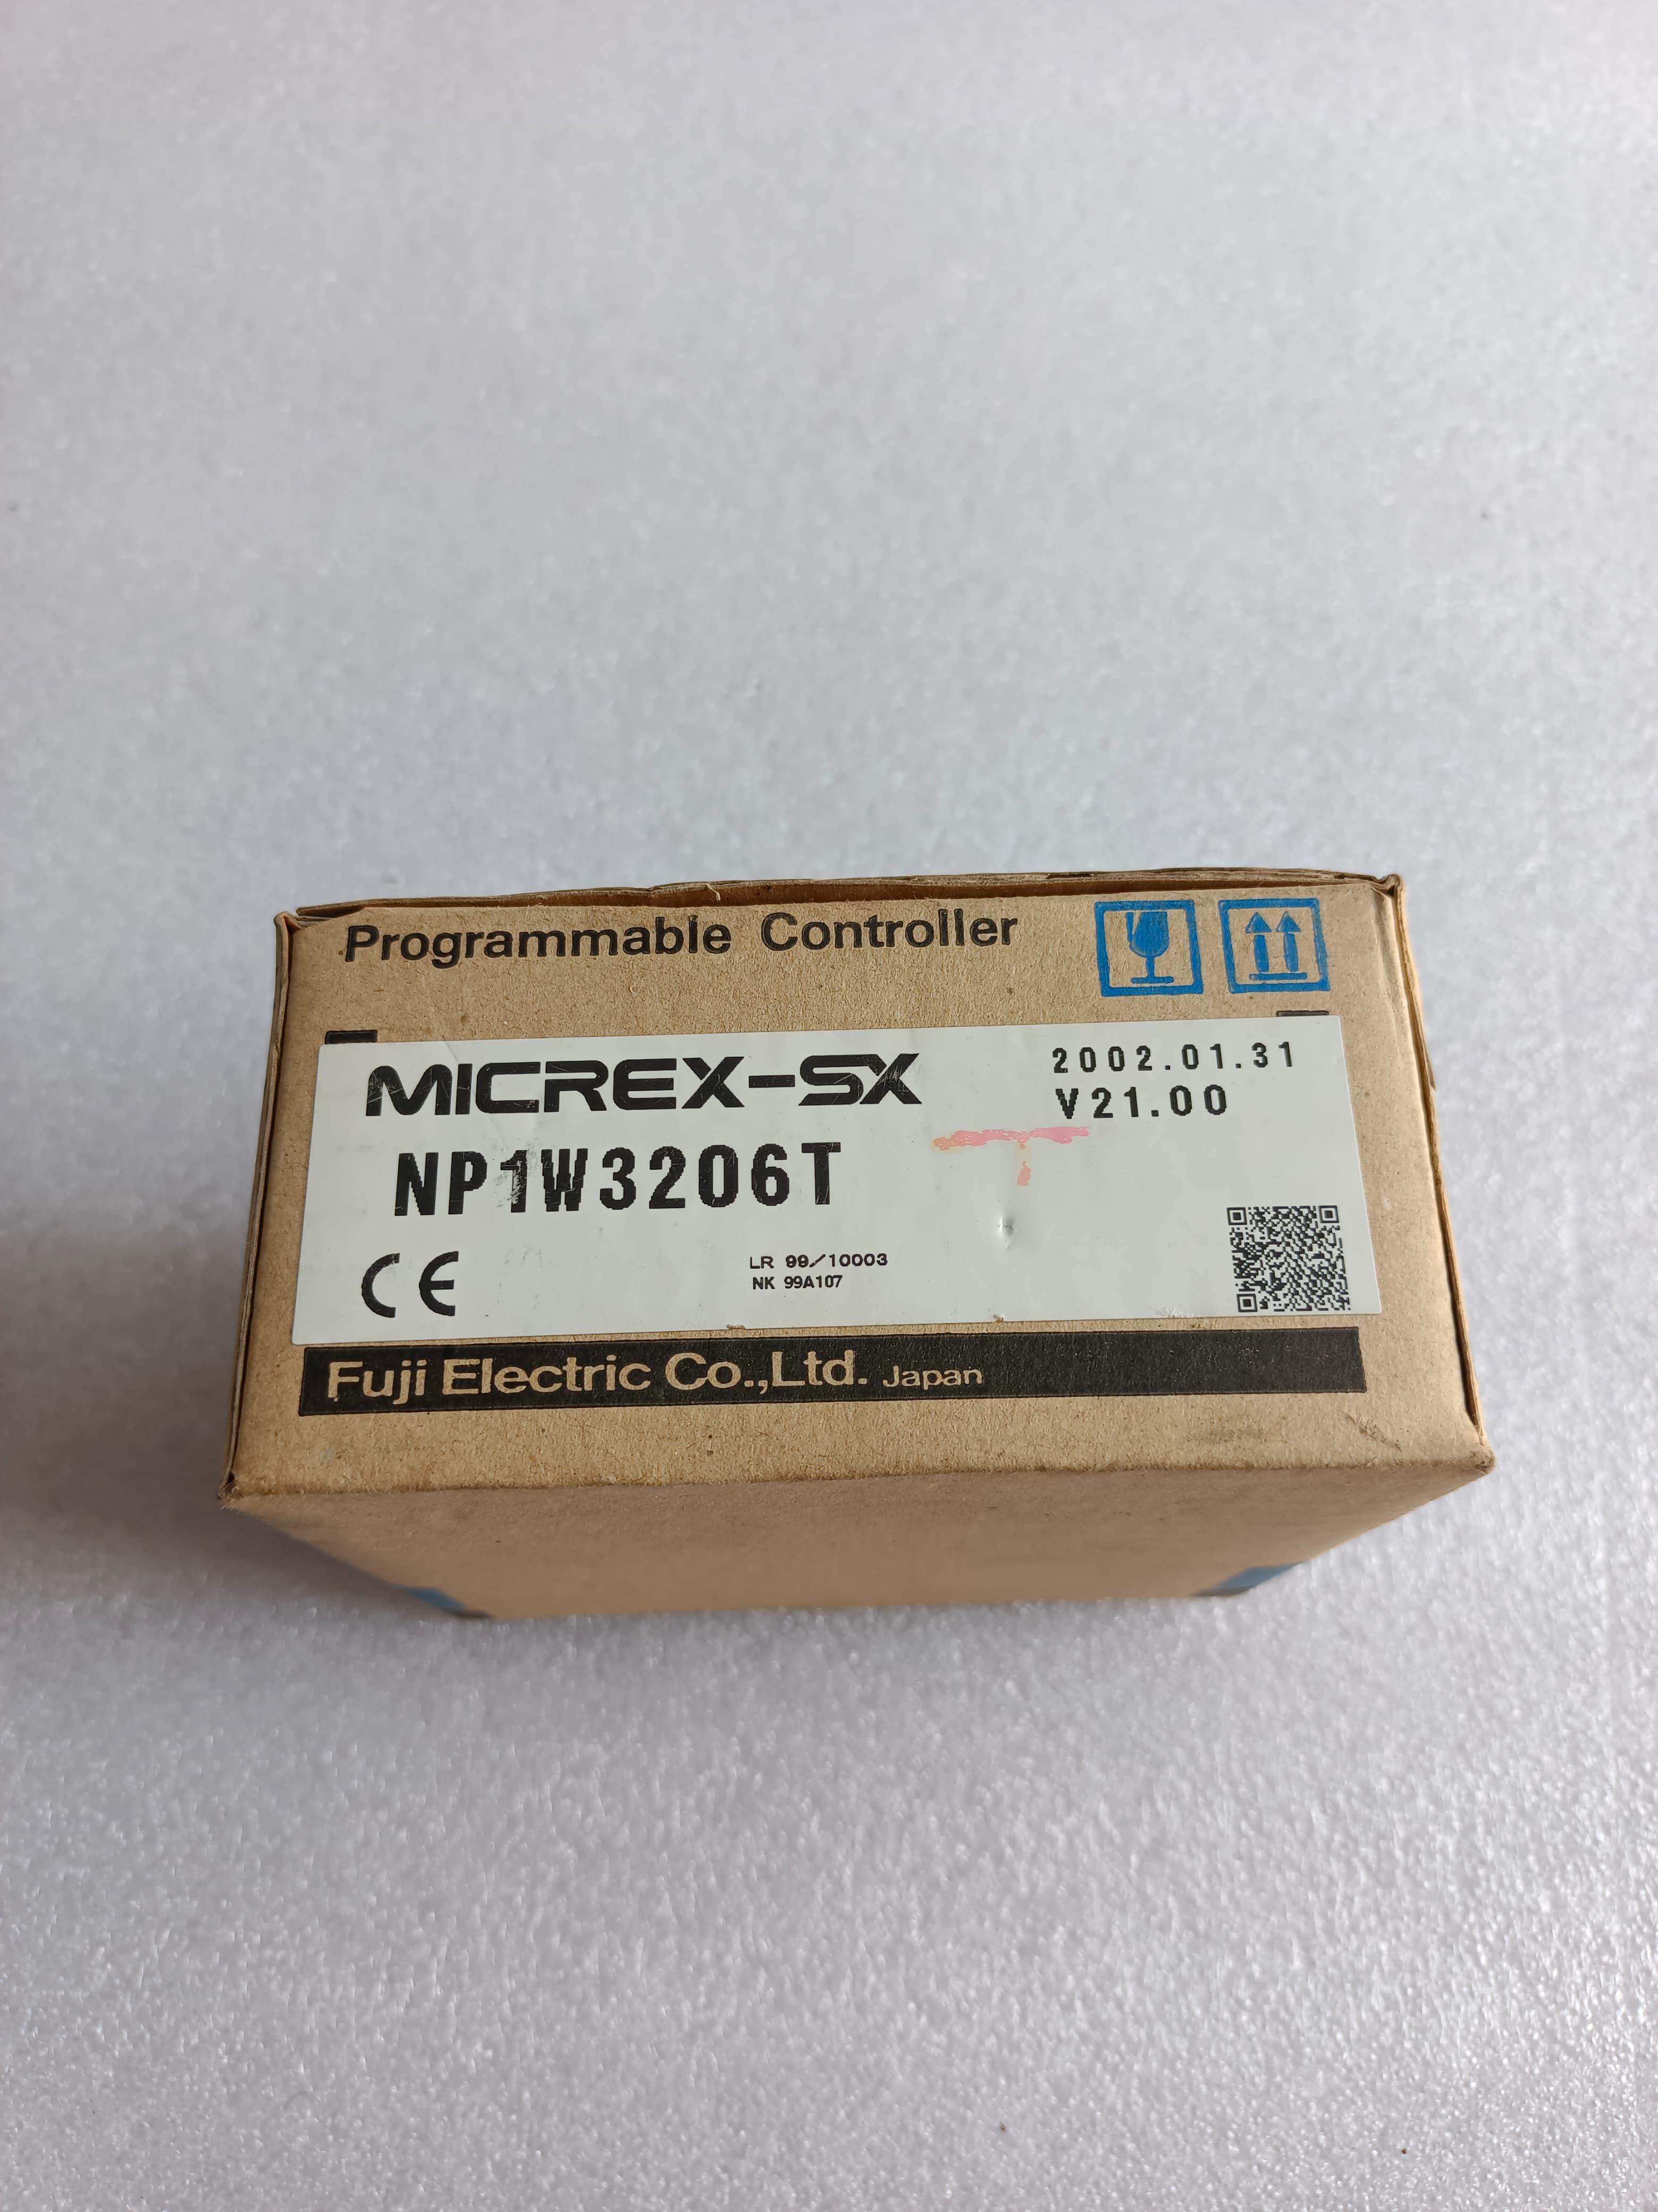 Programmable Controller
MICREX-SX
2002.01.31
V21.00
NP1W3206T
CE
LR 99/10003
NK 99A107
Fuji Electric Co.,Ltd. Japan